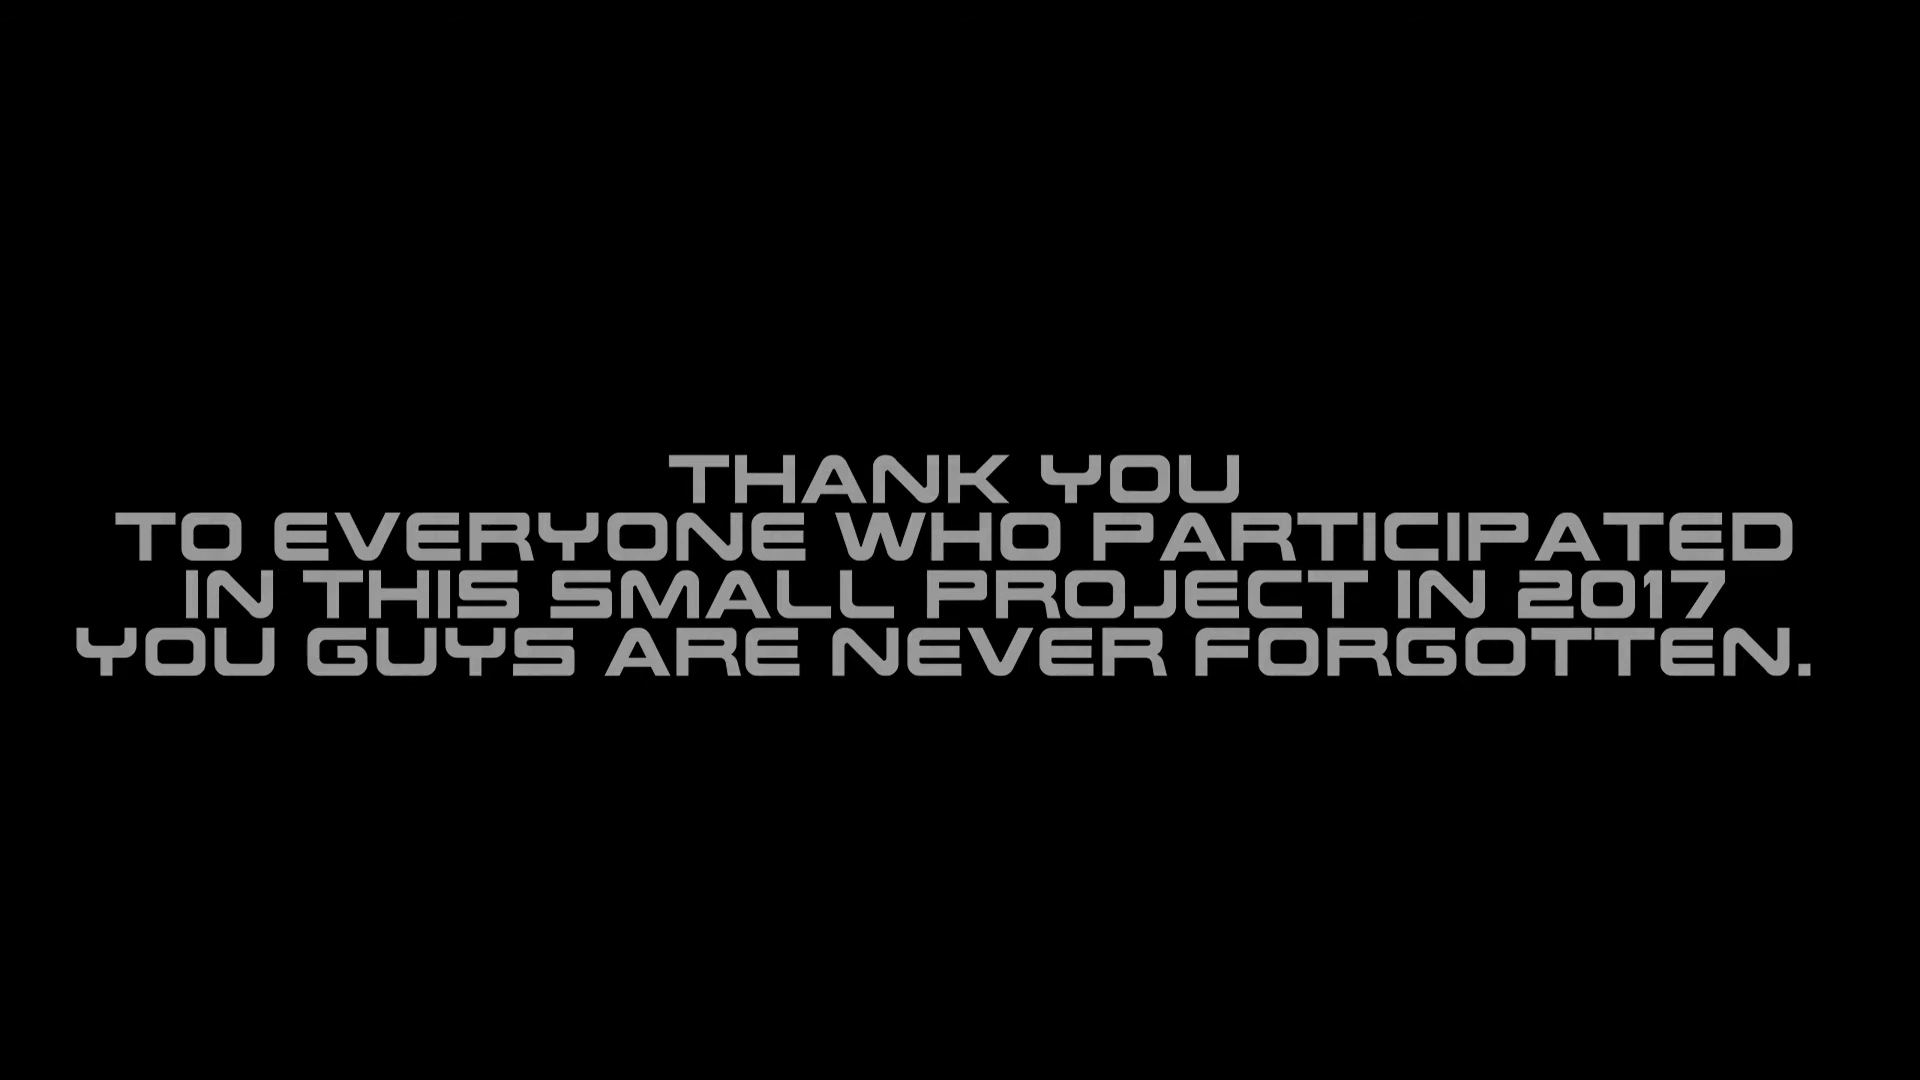 THANK YOU
TO EVERYONE WHO PARTICIPATED
IN THIS SMALL PROJECT IN 2017
YOU GUYS ARE NEVER FORGOTTEN.